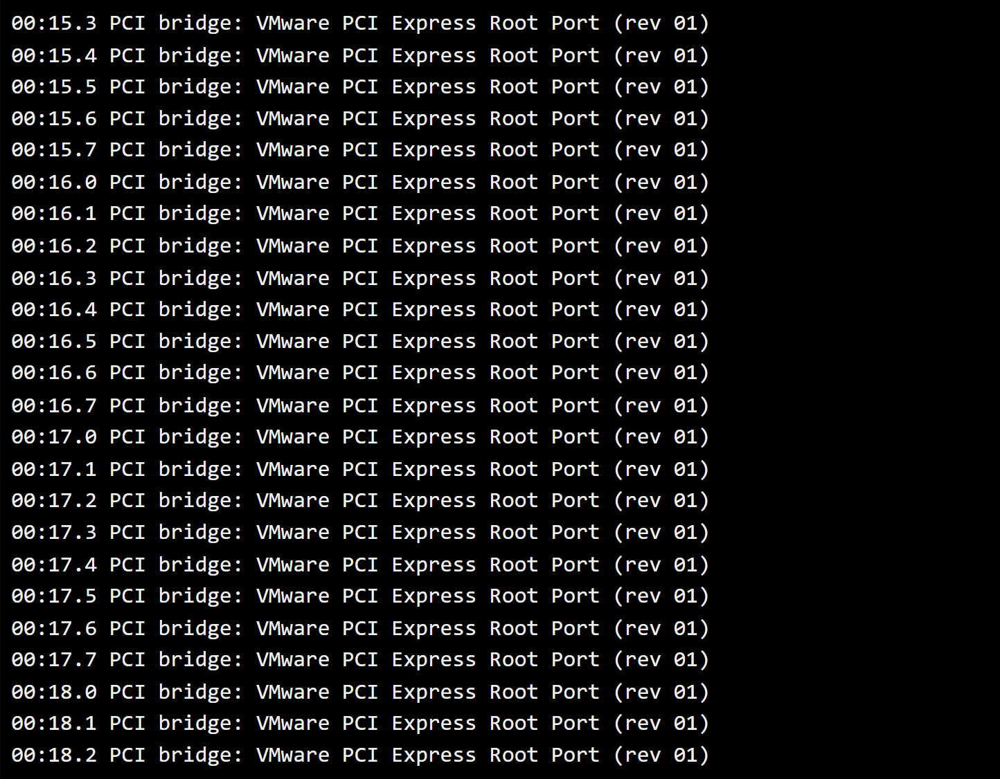 00:15.3 PCI bridge: VMware PCI Express Root Port (rev 01)
00:15.4 PCI bridge: VMware PCI Express Root Port (rev 01)
00:15.5 PCI bridge: VMware PCI Express Root Port (rev 01)
00:15.6 PCI bridge: VMware PCI Express Root Port (rev 01)
00:15.7 PCI bridge: VMware PCI Express Root Port (rev 01)
00:16.0 PCI bridge: VMware PCI Express Root Port (rev 01)
00:16.1 PCI bridge: VMware PCI Express Root Port (rev 01)
00:16.2 PCI bridge: VMware PCI Express Root Port (rev 01)
00:16.3 PCI bridge: VMware PCI Express Root Port (rev 01)
00:16.4 PCI bridge: VMware PCI Express Root Port (rev 01)
00:16.5 PCI bridge: VMware PCI Express Root Port (rev 01)
00:16.6 PCI bridge: VMware PCI Express Root Port (rev 01)
00:16.7 PCI bridge: VMware PCI Express Root Port (rev 01)
00:17.0 PCI bridge: VMware PCI Express Root Port (rev 01)
00:17.1 PCI bridge: VMware PCI Express Root Port (rev 01)
00:17.2 PCI bridge: VMware PCI Express Root Port (rev 01)
00:17.3 PCI bridge: VMware PCI Express Root Port (rev 01)
00:17.4 PCI bridge: VMware PCI Express Root Port (rev 01)
00:17.5 PCI bridge: VMware PCI Express Root Port (rev 01)
00:17.6 PCI bridge: VMware PCI Express Root Port (rev 01)
00:17.7 PCI bridge: VMware PCI Express Root Port (rev 01)
00:18.0 PCI bridge: VMware PCI Express Root Port (rev 01)
00:18.1 PCI bridge: VMware PCI Express Root Port (rev 01)
00:18.2 PCI bridge: VMware PCI Express Root Port (rev 01)